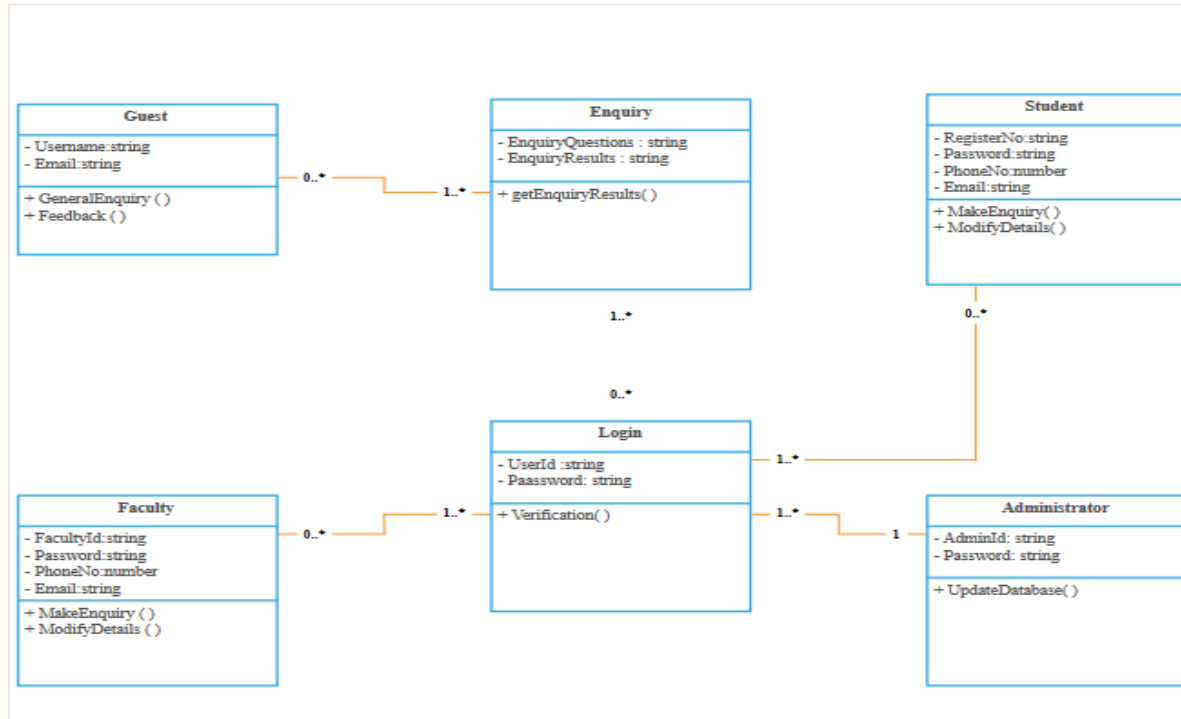 Guest
- Username:string
- Email:string
+ GeneralEnquiry ( )
+ Feedback ( )
0..*
1..*
Enquiry
- EnquiryQuestions : string
- EnquiryResults : string
+ getEnquiryResults( )
Student
- RegisterNo:string
- Password:string
- PhoneNo:number
- Email:string
+ MakeEnquiry( )
+ ModifyDetails( )
1..*
0..*
0..*
Login
- UserId :string
- Paassword: string
+ Verification( )
1..*
Faculty
- FacultyId:string
- Password:string
- PhoneNo:number
- Email:string
+ MakeEnquiry ( )
+ ModifyDetails ( )
0..*
1..*
1..*
1
Administrator
- AdminId: string
- Password: string
+ UpdateDatabase( )